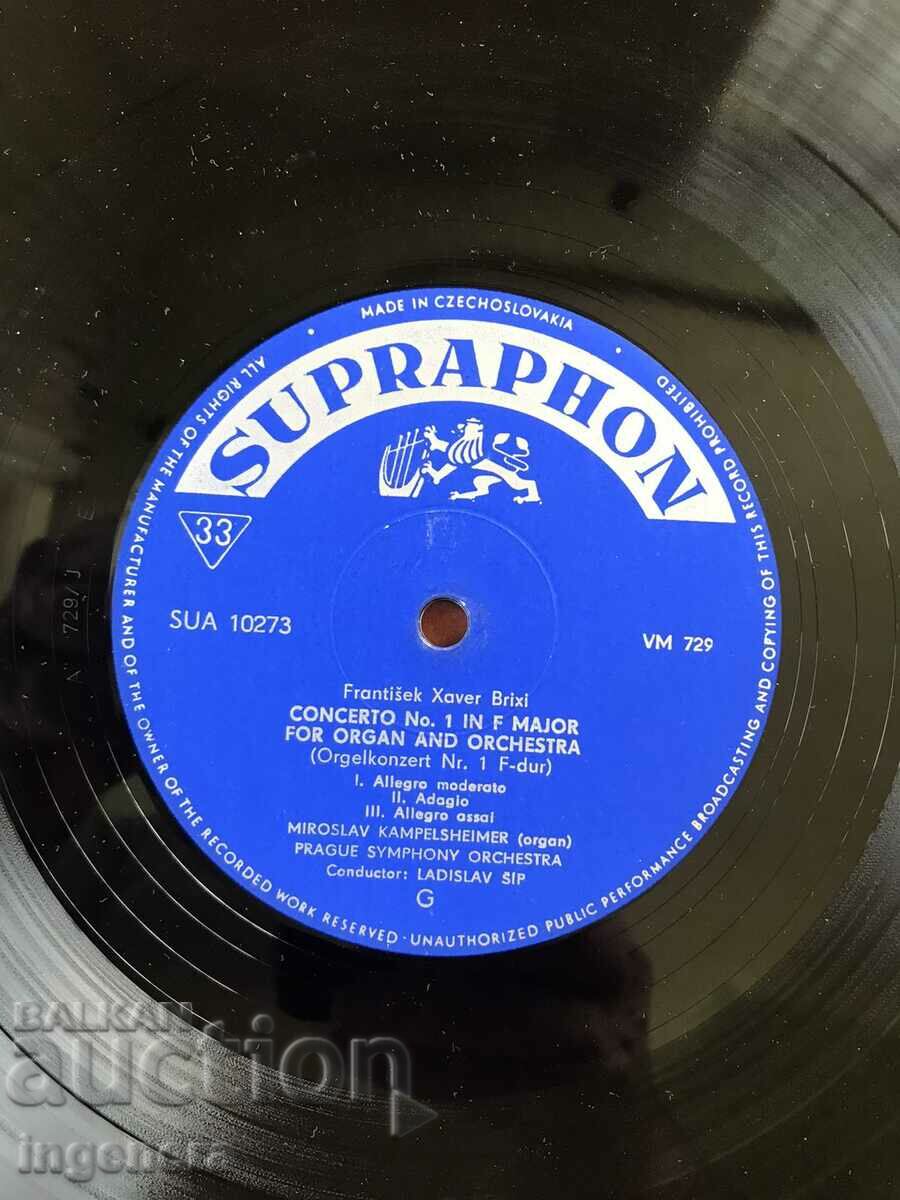 MADE IN CZECHOSLOVAKIA ·
ALL RIGHTS OF THE MANUFACTURER AND OF THE OWNER OF THE RECORDED WORK RESERVED · UNAUTHORIZED PUBLIC PERFORMANCE BROADCASTING AND COPYING OF THIS RECORD PROHIBITED ·
SUPRAPHON
33
SUA 10273
VM 729
František Xaver Brixi
CONCERTO No. 1 IN F MAJOR
FOR ORGAN AND ORCHESTRA
(Orgelkonzert Nr. 1 F-dur)
I. Allegro moderato
II. Adagio
III. Allegro assai
MIROSLAV KAMPELSHEIMER (organ)
PRAGUE SYMPHONY ORCHESTRA
Conductor: LADISLAV SIP
G
A 729/J E
BALKAN
auction